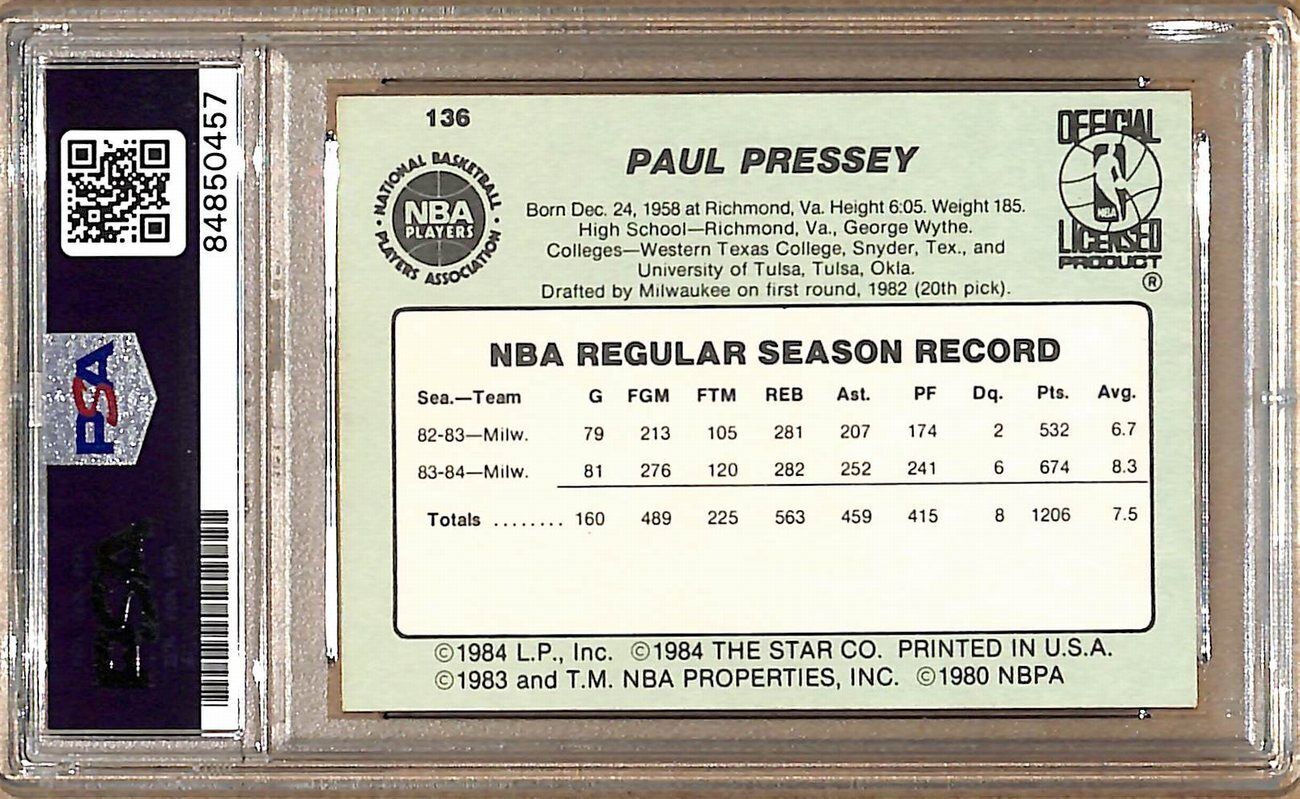 84850457
PSA
PSA
136
NATIONAL BASKETBALL
NBA
PLAYERS
PLAYERS ASSOCIATION
OFFICIAL
NBA
LICENSED
PRODUCT
®
PAUL PRESSEY
Born Dec. 24, 1958 at Richmond, Va. Height 6:05. Weight 185.
High School—Richmond, Va., George Wythe.
Colleges—Western Texas College, Snyder, Tex., and
University of Tulsa, Tulsa, Okla.
Drafted by Milwaukee on first round, 1982 (20th pick).
NBA REGULAR SEASON RECORD
Sea.—Team G FGM FTM REB Ast. PF Dq. Pts. Avg.
82-83—Milw. 79 213 105 281 207 174 2 532 6.7
83-84—Milw. 81 276 120 282 252 241 6 674 8.3
Totals ........ 160 489 225 563 459 415 8 1206 7.5
©1984 L.P., Inc. ©1984 THE STAR CO. PRINTED IN U.S.A.
©1983 and T.M. NBA PROPERTIES, INC. ©1980 NBPA